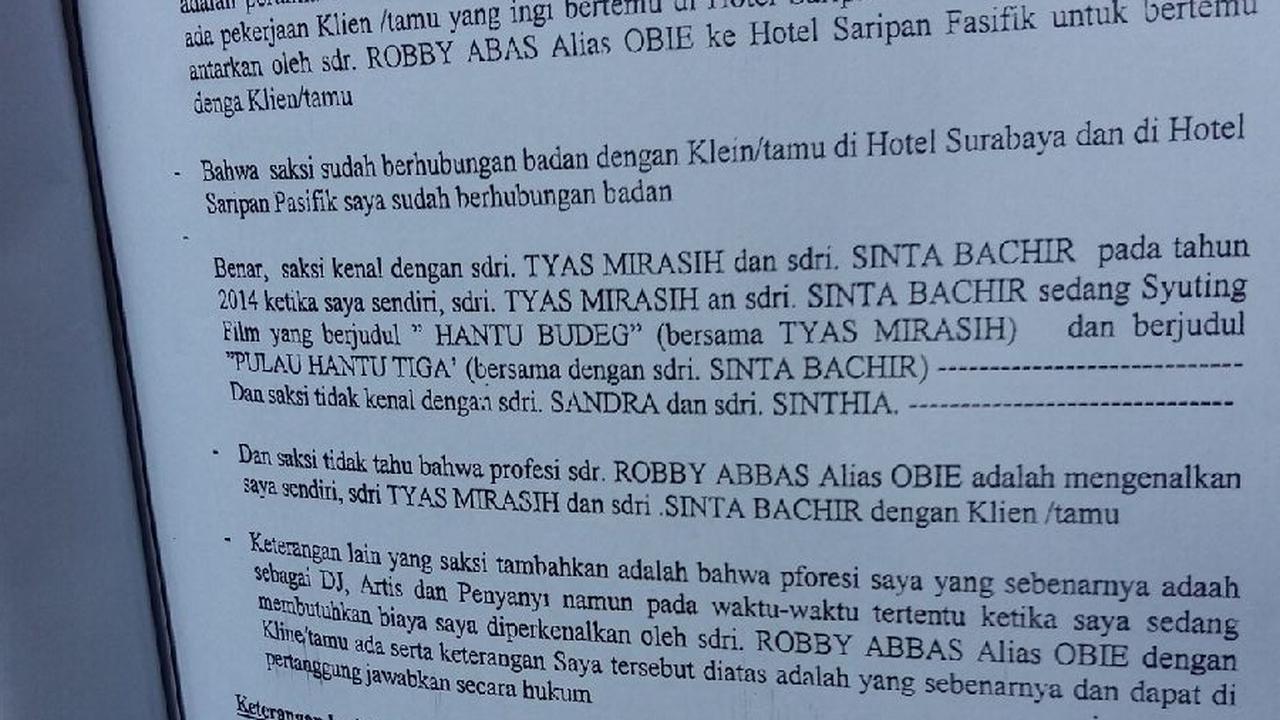 ada pekerjaan Klien /tamu yang ingi bertemu di Hotel
antarkan oleh sdr. ROBBY ABAS Alias OBIE ke Hotel Saripan Fasifik untuk bertemu
denga Klien/tamu
- Bahwa saksi sudah berhubungan badan dengan Klein/tamu di Hotel Surabaya dan di Hotel
Saripan Pasifik saya sudah berhubungan badan
-
Benar, saksi kenal dengan sdri. TYAS MIRASIH dan sdri. SINTA BACHIR pada tahun
2014 ketika saya sendiri, sdri. TYAS MIRASIH an sdri. SINTA BACHIR sedang Syuting
Film yang berjudul ” HANTU BUDEG” (bersama TYAS MIRASIH) dan berjudul
”PULAU HANTU TIGA’ (bersama dengan sdri. SINTA BACHIR) ----------------------------
Dan saksi tidak kenal dengan sdri. SANDRA dan sdri. SINTHIA. ------------------------------
- Dan saksi tidak tahu bahwa profesi sdr. ROBBY ABBAS Alias OBIE adalah mengenalkan
saya sendiri, sdri TYAS MIRASIH dan sdri .SINTA BACHIR dengan Klien /tamu
- Keterangan lain yang saksi tambahkan adalah bahwa pforesi saya yang sebenarnya adaah
sebagai DJ, Artis dan Penyanyi namun pada waktu-waktu tertentu ketika saya sedang
membutuhkan biaya saya diperkenalkan oleh sdri. ROBBY ABBAS Alias OBIE dengan
Kline/tamu ada serta keterangan Saya tersebut diatas adalah yang sebenarnya dan dapat di
pertanggung jawabkan secara hukum